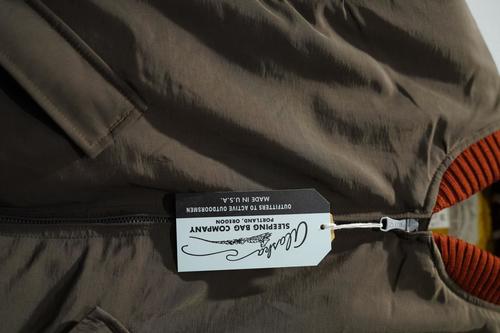 Alaska
SLEEPING BAG COMPANY
PORTLAND, OREGON
OUTFITTERS TO ACTIVE OUTDOORSMEN
MADE IN U.S.A.